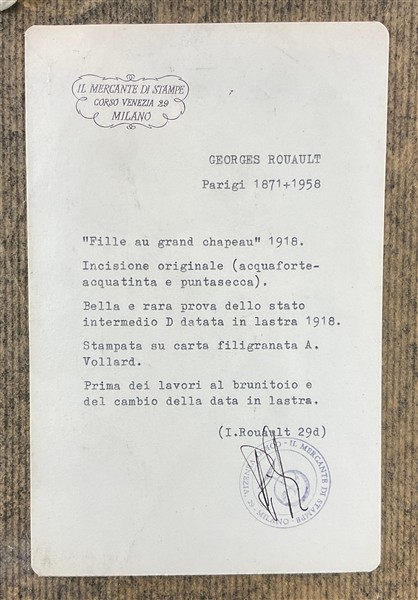 IL MERCANTE DI STAMPE
CORSO VENEZIA 29
MILANO
GEORGES ROUAULT
Parigi 1871+1958
"Fille au grand chapeau" 1918.
Incisione originale (acquaforte-
acquatinta e puntasecca).
Bella e rara prova dello stato
intermedio D datata in lastra 1918.
Stampata su carta filigranata A.
Vollard.
Prima dei lavori al brunitoio e
del cambio della data in lastra.
(I.Rouault 29d)
IL MERCANTE DI STAMPE - MILANO